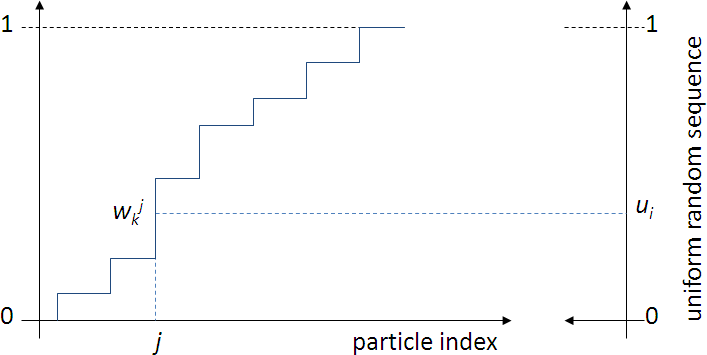 1
1
w_k^j
u_i
uniform random sequence
0
0
j
particle index